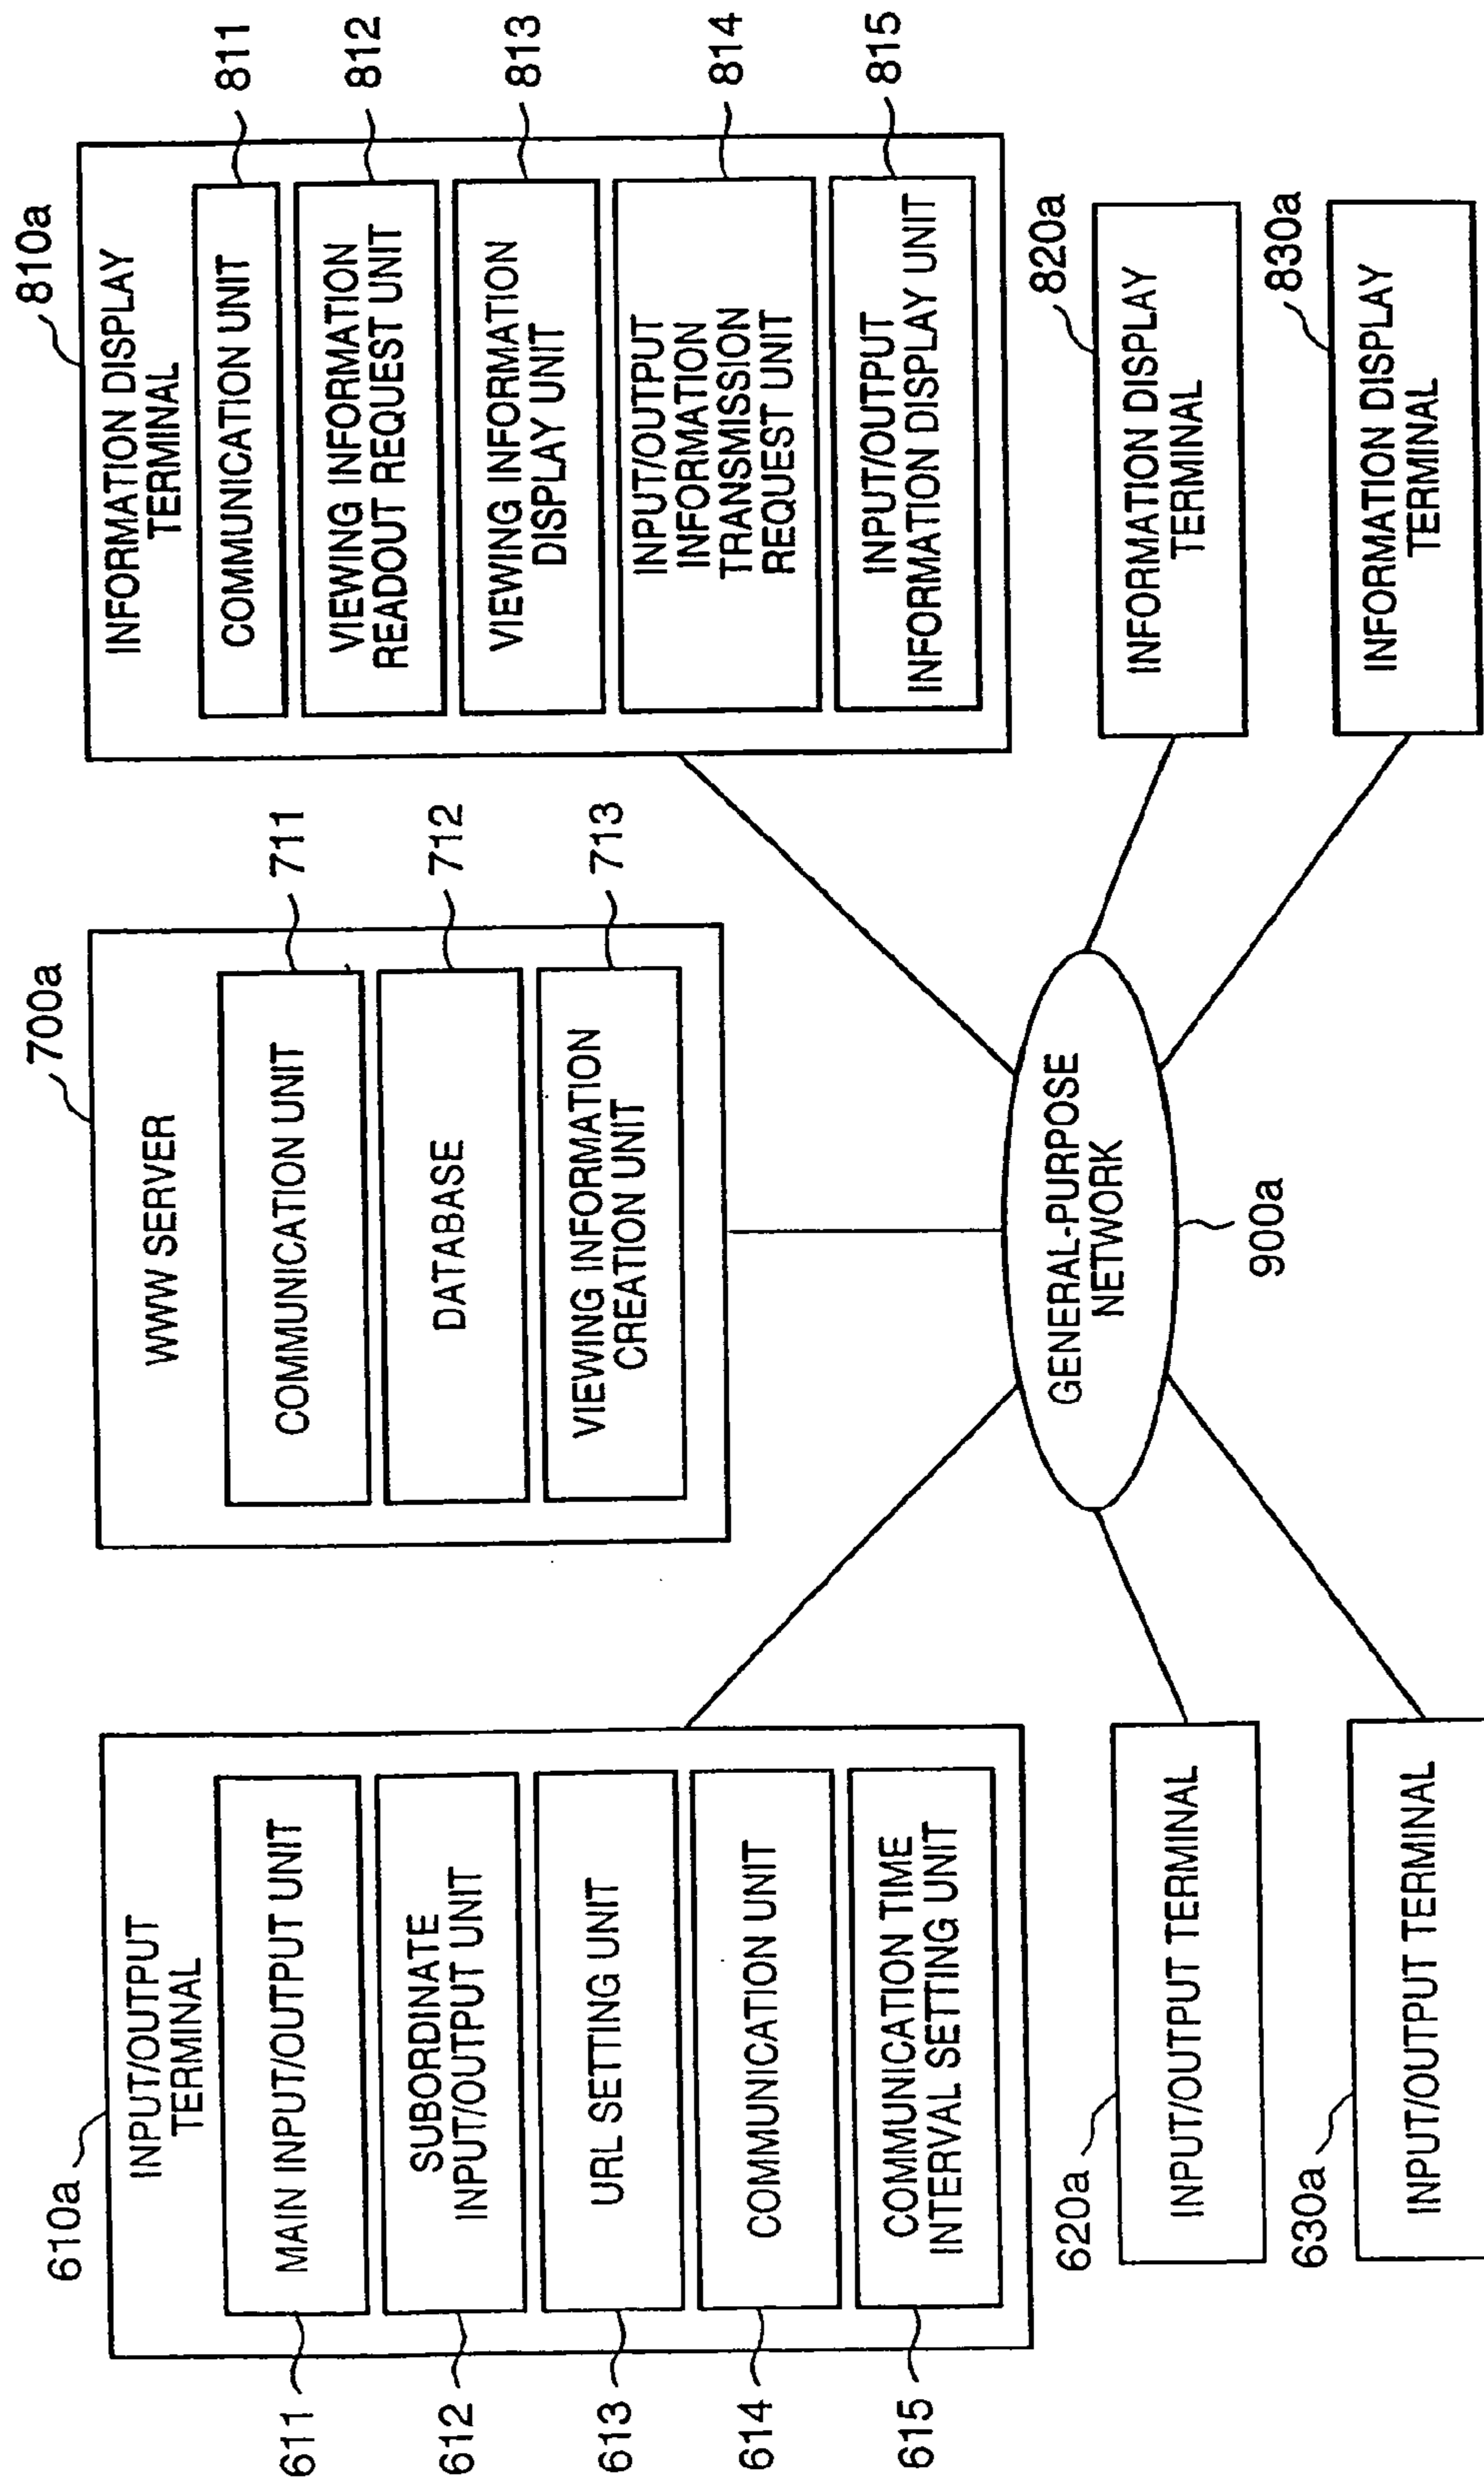 610a
INPUT/OUTPUT
TERMINAL
611
MAIN INPUT/OUTPUT UNIT
612
SUBORDINATE
INPUT/OUTPUT UNIT
613
URL SETTING UNIT
614
COMMUNICATION UNIT
615
COMMUNICATION TIME
INTERVAL SETTING UNIT
620a
INPUT/OUTPUT TERMINAL
630a
INPUT/OUTPUT TERMINAL
700a
WWW SERVER
COMMUNICATION UNIT
711
DATABASE
712
VIEWING INFORMATION
CREATION UNIT
713
GENERAL-PURPOSE
NETWORK
900a
810a
INFORMATION DISPLAY
TERMINAL
COMMUNICATION UNIT
811
VIEWING INFORMATION
READOUT REQUEST UNIT
812
VIEWING INFORMATION
DISPLAY UNIT
813
INPUT/OUTPUT
INFORMATION
TRANSMISSION
REQUEST UNIT
814
INPUT/OUTPUT
INFORMATION DISPLAY UNIT
815
820a
INFORMATION DISPLAY
TERMINAL
830a
INFORMATION DISPLAY
TERMINAL